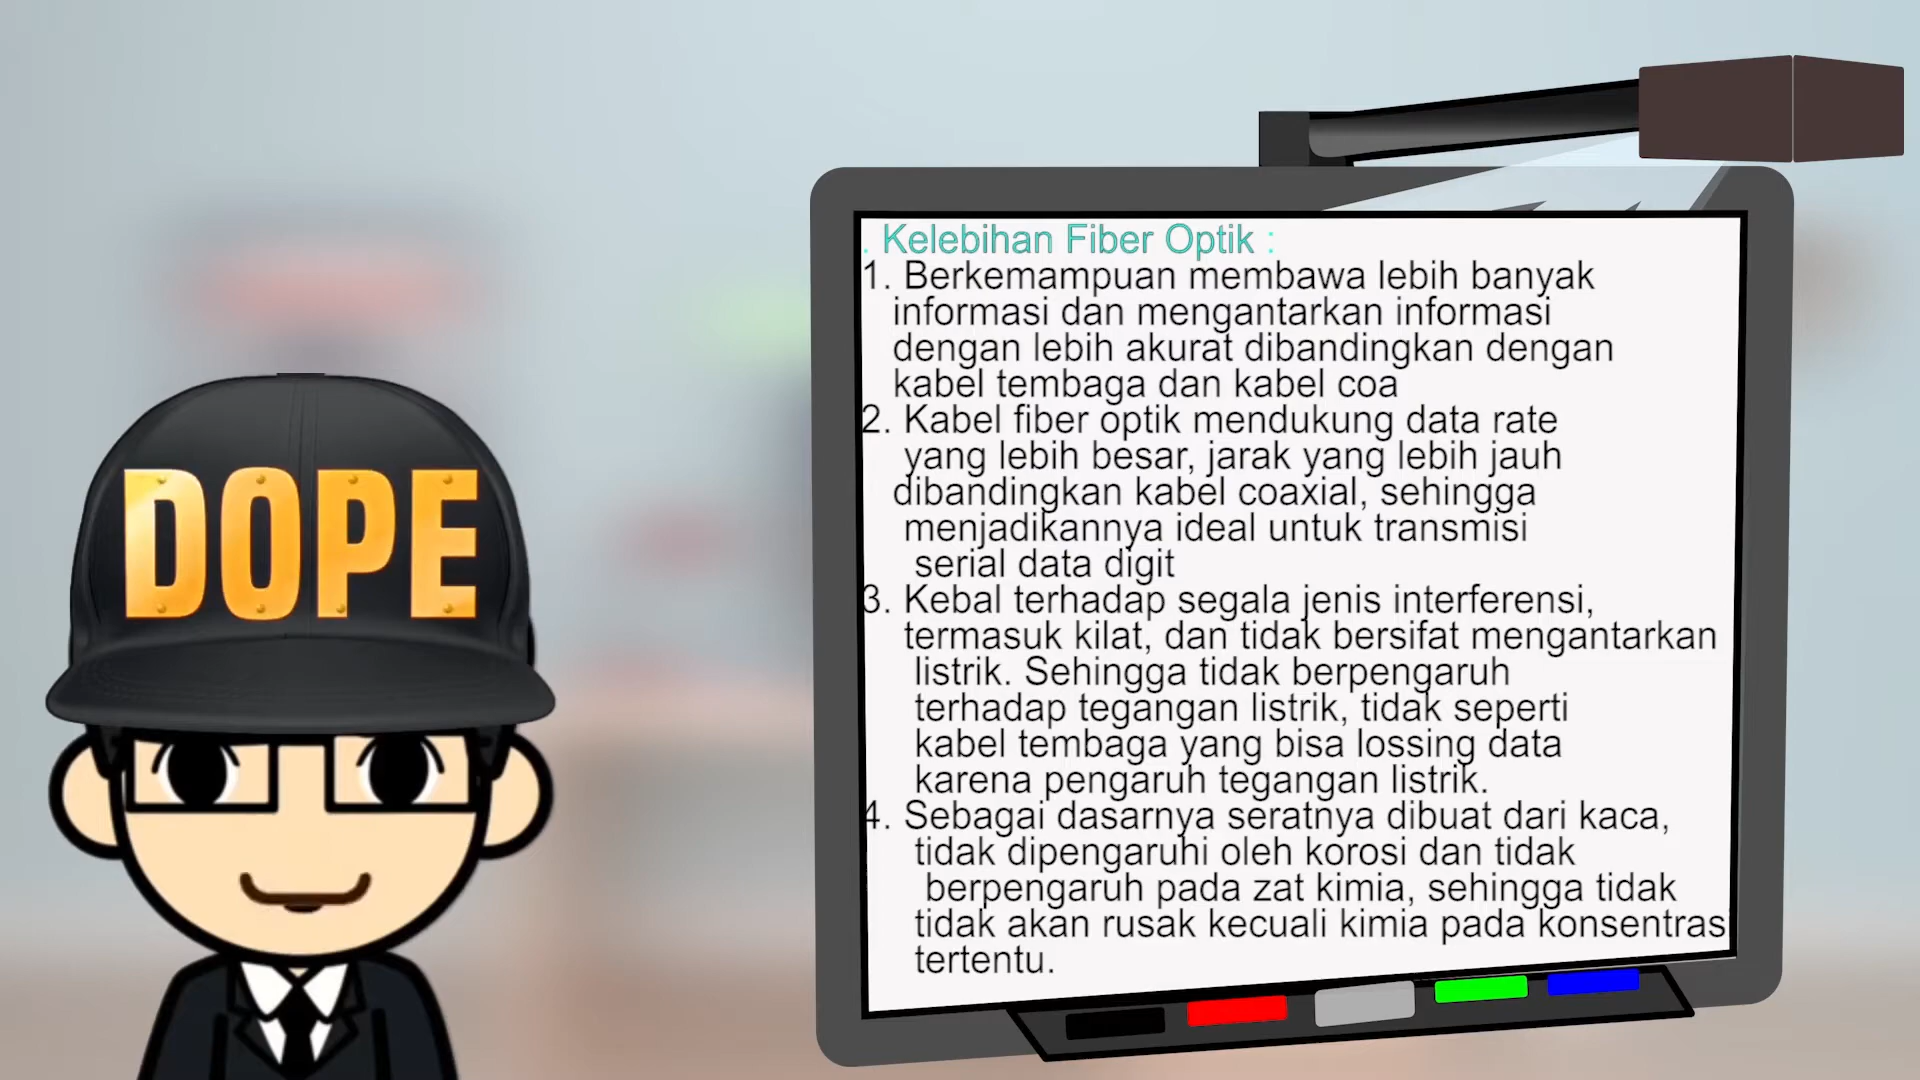 DOPE
. Kelebihan Fiber Optik :
1. Berkemampuan membawa lebih banyak
informasi dan mengantarkan informasi
dengan lebih akurat dibandingkan dengan
kabel tembaga dan kabel coa
2. Kabel fiber optik mendukung data rate
yang lebih besar, jarak yang lebih jauh
dibandingkan kabel coaxial, sehingga
menjadikannya ideal untuk transmisi
serial data digit
3. Kebal terhadap segala jenis interferensi,
termasuk kilat, dan tidak bersifat mengantarkan
listrik. Sehingga tidak berpengaruh
terhadap tegangan listrik, tidak seperti
kabel tembaga yang bisa lossing data
karena pengaruh tegangan listrik.
4. Sebagai dasarnya seratnya dibuat dari kaca,
tidak dipengaruhi oleh korosi dan tidak
berpengaruh pada zat kimia, sehingga tidak
tidak akan rusak kecuali kimia pada konsentras
tertentu.